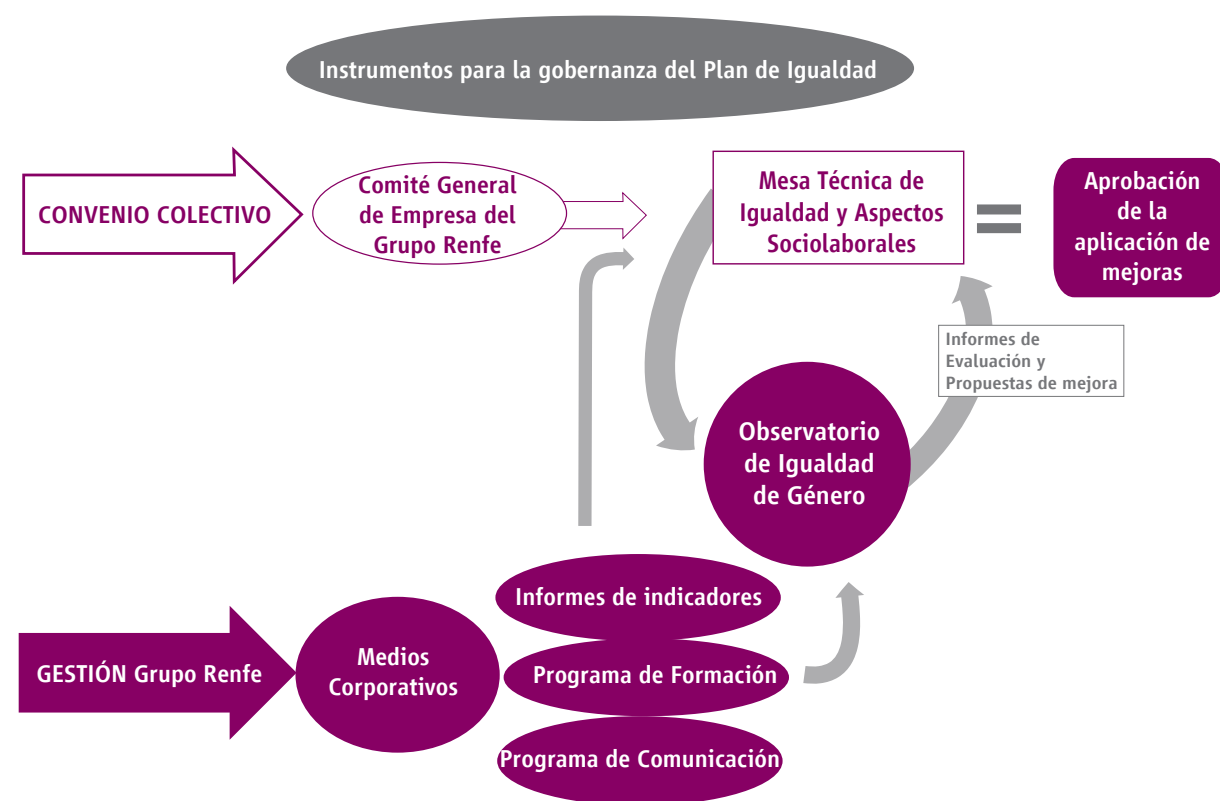 Instrumentos para la gobernanza del Plan de Igualdad
CONVENIO COLECTIVO
Comité General
de Empresa del
Grupo Renfe
Mesa Técnica de
Igualdad y Aspectos
Sociolaborales
Aprobación
de la
aplicación de
mejoras
Informes de
Evaluación y
Propuestas de mejora
Observatorio
de Igualdad
de Género
GESTIÓN Grupo Renfe
Medios
Corporativos
Informes de indicadores
Programa de Formación
Programa de Comunicación